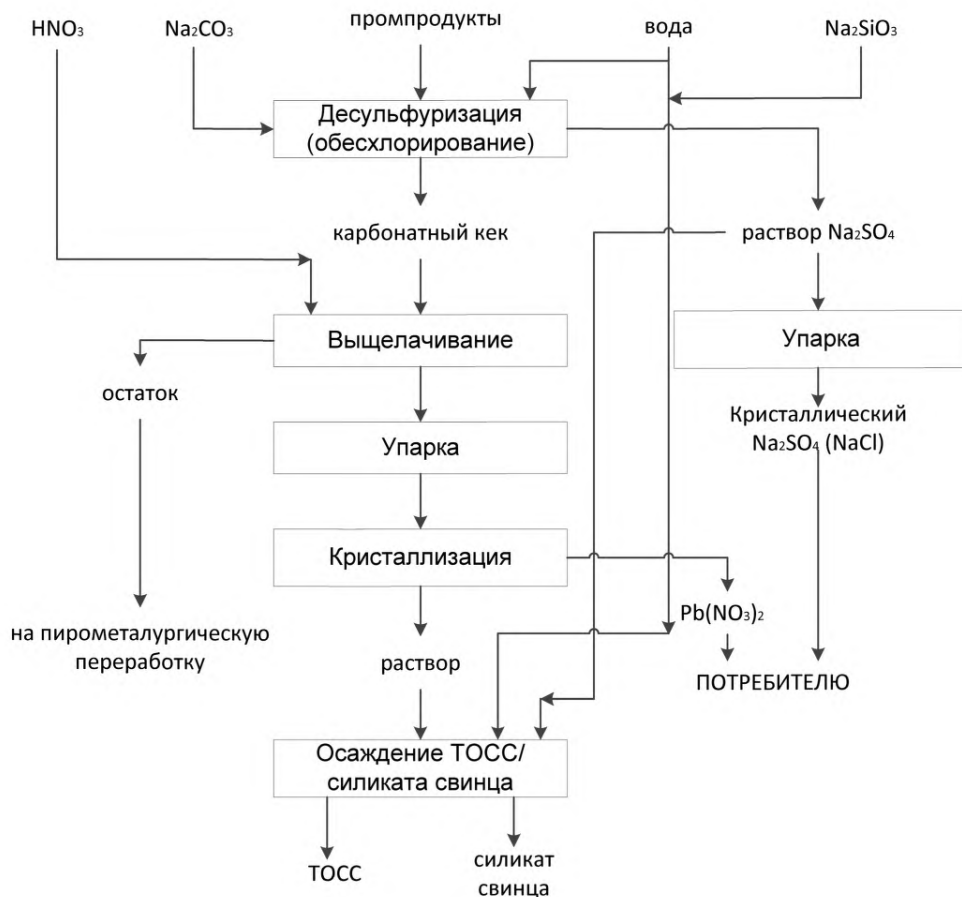 HNO₃
Na₂CO₃
промпродукты
вода
Na₂SiO₃
Десульфуризация
(обесхлорирование)
карбонатный кек
раствор Na₂SO₄
Выщелачивание
Упарка
остаток
Кристаллический
Na₂SO₄ (NaCl)
Упарка
Кристаллизация
Pb(NO₃)₂
на пирометалургическую
переработку
раствор
ПОТРЕБИТЕЛЮ
Осаждение ТОСС/
силиката свинца
ТОСС
силикат
свинца